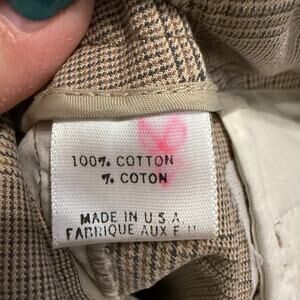 100% COTTON
% COTON
MADE IN U.S.A.
FABRIQUE AUX